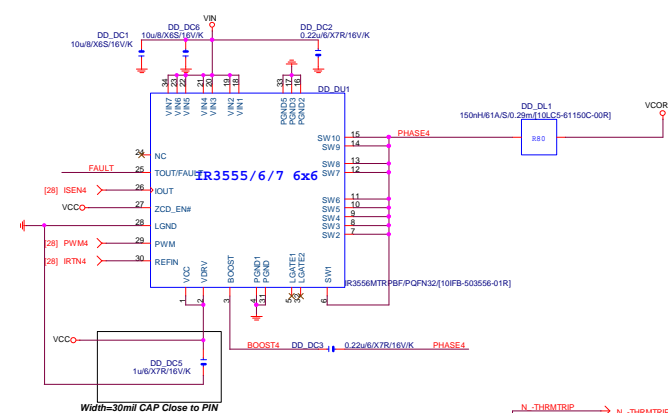 VIN
DD_DC1
10u/8/X6S/16V/K
DD_DC6
10u/8/X6S/16V/K
DD_DC2
0.22u/6/X7R/16V/K
34 23 22 21 20 19 18 33 17 16
VIN7 VIN6 VIN5 VIN4 VIN3 VIN2 VIN1 PGND5 PGND3 PGND2
DD_DU1
DD_DL1
150nH/61A/S/0.29m/[10LC5-61150C-00R]
R80
VCOR
24 NC
FAULT 25 TOUT/FAULT
IR3555/6/7 6x6
[28] ISEN4 26 IOUT
VCC 27 ZCD_EN#
28 LGND
[28] PWM4 29 PWM
[28] IRTN4 30 REFIN
SW10 15 PHASE4
SW9 14
SW8 13
SW7 12
SW6 11
SW5 10
SW4 9
SW3 8
SW2 7
VCC VDRV BOOST PGND1 PGND LGATE1 LGATE2 SW1
1 2 3 4 31 5 32 6
IR3556MTRPBF/PQFN32/[10IFB-503556-01R]
VCC
DD_DC5
1u/6/X7R/16V/K
BOOST4 DD_DC3 0.22u/6/X7R/16V/K PHASE4
Width=30mil CAP Close to PIN
N_-THRMTRIP N_-THRMTRIP